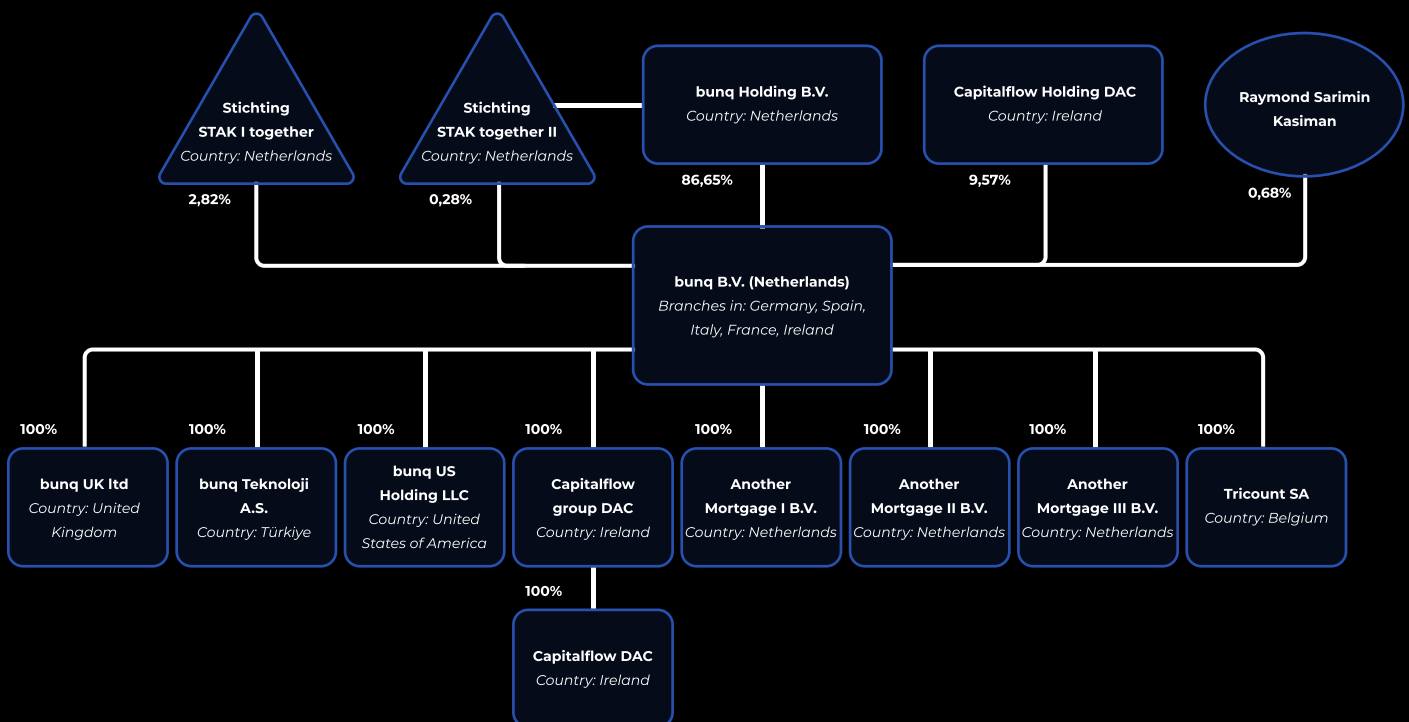 Stichting
STAK I together
Country: Netherlands
2,82%
Stichting
STAK together II
Country: Netherlands
0,28%
bunq Holding B.V.
Country: Netherlands
86,65%
Capitalflow Holding DAC
Country: Ireland
9,57%
Raymond Sarimin
Kasiman
0,68%
bunq B.V. (Netherlands)
Branches in: Germany, Spain,
Italy, France, Ireland
100%
bunq UK ltd
Country: United
Kingdom
100%
bunq Teknoloji
A.S.
Country: Türkiye
100%
bunq US
Holding LLC
Country: United
States of America
100%
Capitalflow
group DAC
Country: Ireland
100%
Another
Mortgage I B.V.
Country: Netherlands
100%
Another
Mortgage II B.V.
Country: Netherlands
100%
Another
Mortgage III B.V.
Country: Netherlands
100%
Tricount SA
Country: Belgium
100%
Capitalflow DAC
Country: Ireland